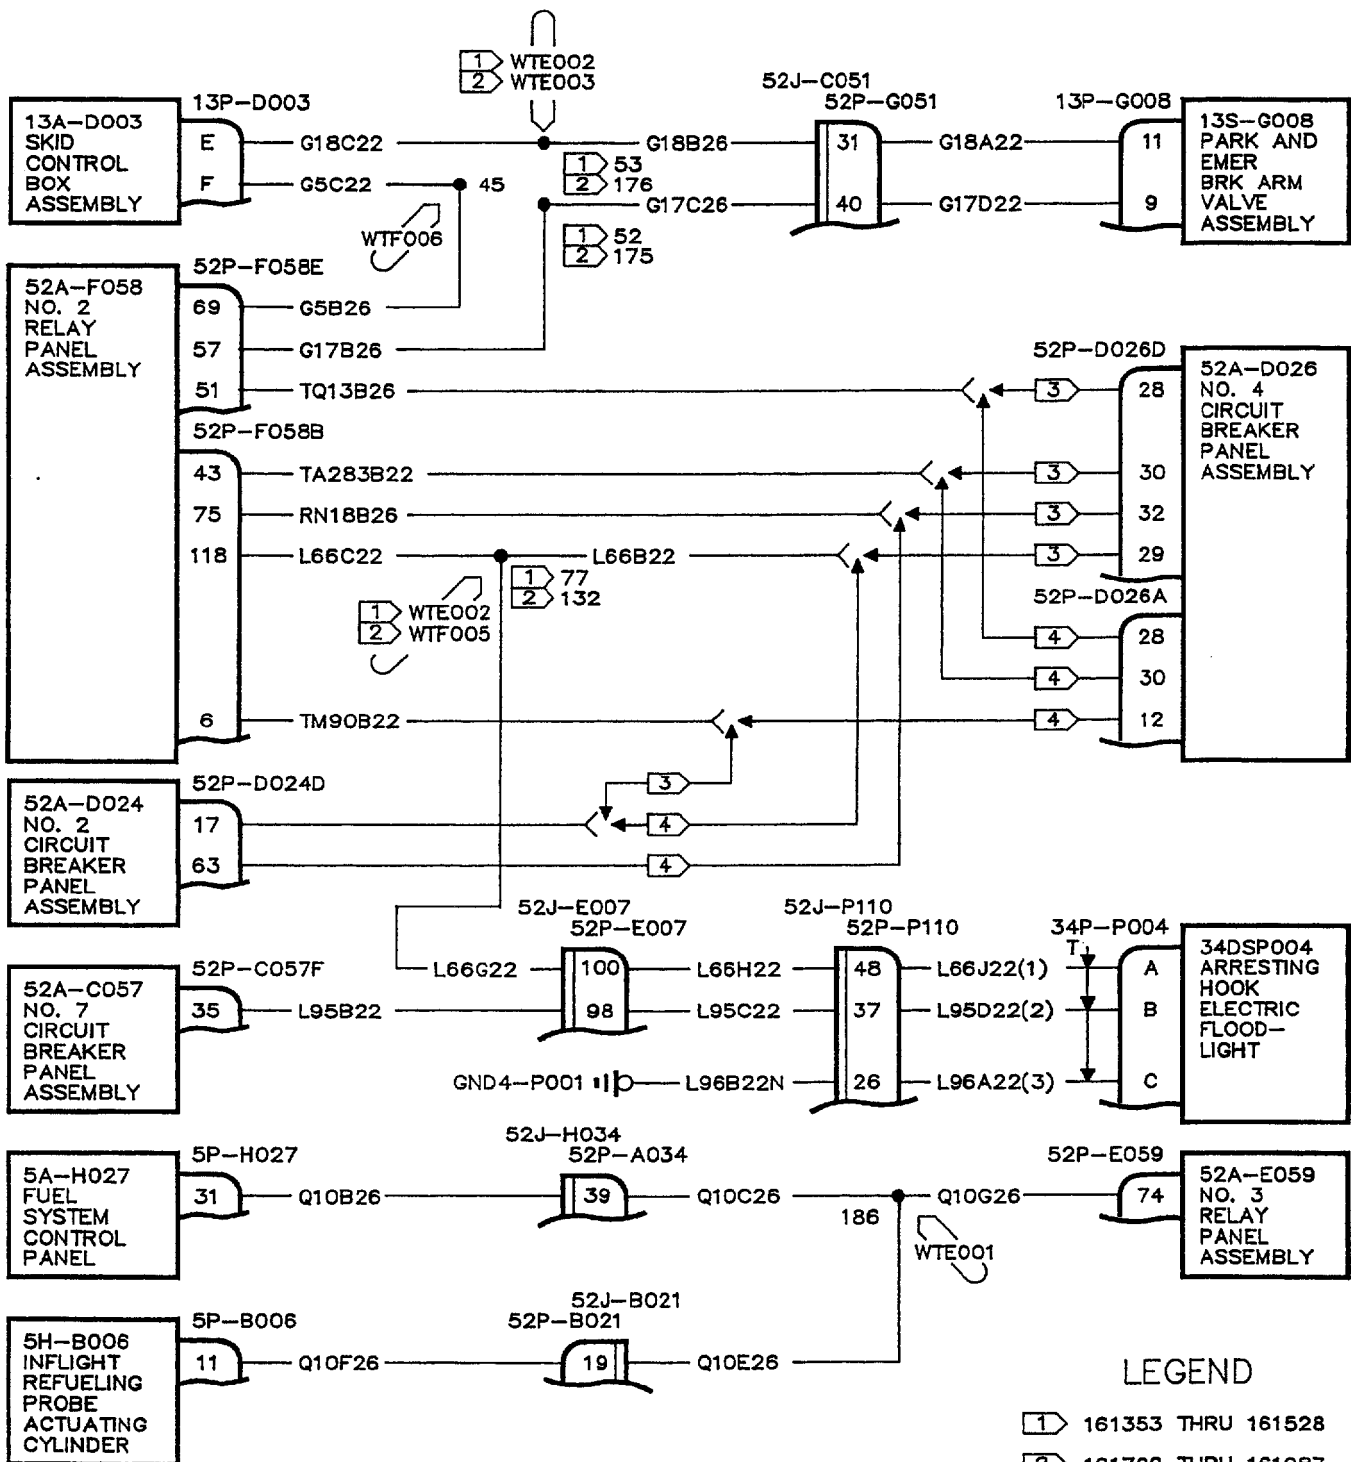 1 WTE002
2 WTE003
13P-D003
52J-C051
52P-G051
13P-G008
13A-D003
SKID
CONTROL
BOX
ASSEMBLY
E
G18C22
G18B26
31
G18A22
11
F
G5C22
45
1 53
2 176
G17C26
40
G17D22
9
13S-G008
PARK AND
EMER
BRK ARM
VALVE
ASSEMBLY
WTF006
1 52
2 175
52P-F058E
52A-F058
NO. 2
RELAY
PANEL
ASSEMBLY
69
G5B26
57
G17B26
51
TQ13B26
52P-D026D
3
28
52A-D026
NO. 4
CIRCUIT
BREAKER
PANEL
ASSEMBLY
52P-F058B
43
TA283B22
3
30
75
RN18B26
3
32
118
L66C22
L66B22
3
29
1 77
2 132
1 WTE002
2 WTF005
52P-D026A
4
28
4
30
6
TM90B22
4
12
52P-D024D
52A-D024
NO. 2
CIRCUIT
BREAKER
PANEL
ASSEMBLY
3
17
4
63
4
52J-E007
52P-E007
52J-P110
52P-P110
34P-P004
T
52P-C057F
52A-C057
NO. 7
CIRCUIT
BREAKER
PANEL
ASSEMBLY
L66G22
100
L66H22
48
L66J22(1)
A
35
L95B22
98
L95C22
37
L95D22(2)
B
GND4-P001
L96B22N
26
L96A22(3)
C
34DSP004
ARRESTING
HOOK
ELECTRIC
FLOOD-
LIGHT
52J-H034
52P-A034
5P-H027
52P-E059
5A-H027
FUEL
SYSTEM
CONTROL
PANEL
31
Q10B26
39
Q10C26
186
Q10G26
74
WTE001
52A-E059
NO. 3
RELAY
PANEL
ASSEMBLY
52J-B021
52P-B021
5P-B006
5H-B006
INFLIGHT
REFUELING
PROBE
ACTUATING
CYLINDER
11
Q10F26
19
Q10E26
LEGEND
1 161353 THRU 161528